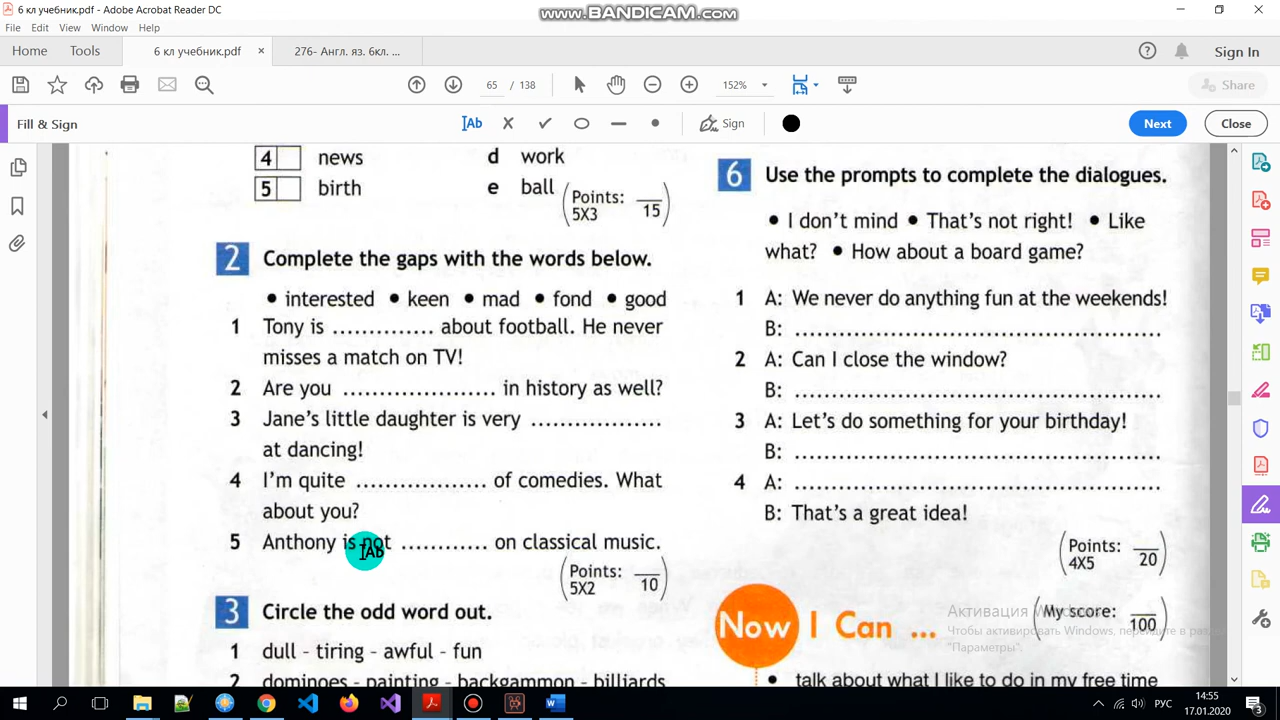 6 кл учебник.pdf - Adobe Acrobat Reader DC
WWW.BANDICAM.COM
File Edit View Window Help
Home Tools 6 кл учебник.pdf × 276- Англ. яз. 6кл. ... Sign In
65 / 138 152% Share
Fill & Sign Ab Sign Next Close
4 news d work
5 birth e ball
(Points: 5X3 15)
2 Complete the gaps with the words below.
• interested • keen • mad • fond • good
1 Tony is ............. about football. He never
misses a match on TV!
2 Are you ...................... in history as well?
3 Jane's little daughter is very ..................
at dancing!
4 I'm quite ................... of comedies. What
about you?
5 Anthony is not ............ on classical music.
(Points: 5X2 10)
3 Circle the odd word out.
1 dull - tiring - awful - fun
2 dominoes - painting - backgammon - billiards
6 Use the prompts to complete the dialogues.
• I don't mind • That's not right! • Like
what? • How about a board game?
1 A: We never do anything fun at the weekends!
B: .....................................................
2 A: Can I close the window?
B: .....................................................
3 A: Let's do something for your birthday!
B: .....................................................
4 A: .....................................................
B: That's a great idea!
(Points: 4X5 20)
(My score: 100)
Now I Can ...
• talk about what I like to do in my free time
Активация Windows
Чтобы активировать Windows, перейдите в раздел
"Параметры".
РУС 14:55
17.01.2020
3